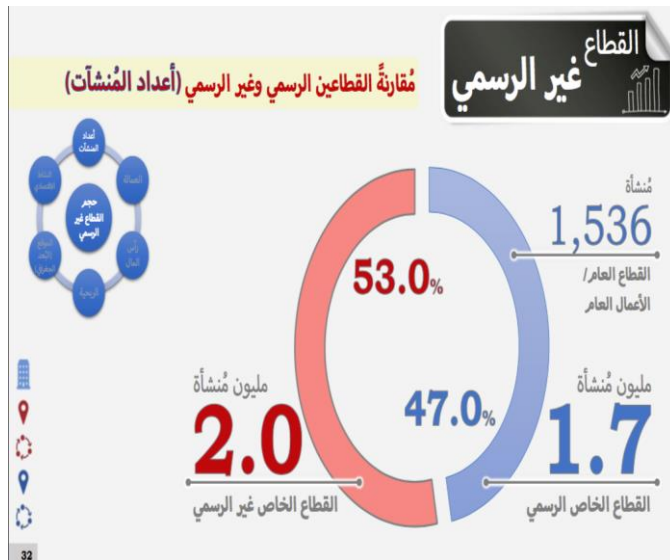 القطاع
غير الرسمي
مُقارنةً القطاعين الرسمي وغير الرسمي (أعداد المُنشآت)
أعداد
المنشآت
العمالة
رأس
المال
الرسمية
حجم
القطاع غير
الرسمي
مُنشأة
1,536
القطاع العام/
الأعمال العام
53.0%
47.0%
مليون مُنشأة
1.7
القطاع الخاص الرسمي
مليون مُنشأة
2.0
القطاع الخاص غير الرسمي
32